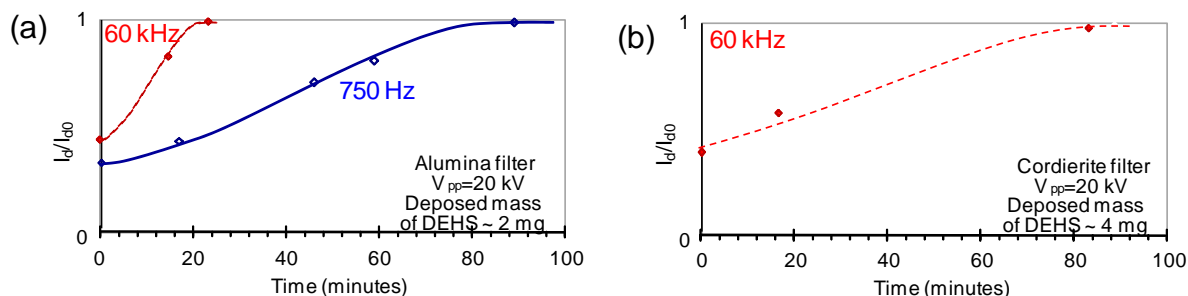 (a)
1
60 kHz
750 Hz
I_d/I_d0
Alumina filter
V pp=20 kV
Deposed mass
of DEHS ~ 2 mg
0
0 20 40 60 80 100
Time (minutes)
(b)
1
60 kHz
I_d/I_d0
Cordierite filter
V pp=20 kV
Deposed mass
of DEHS ~ 4 mg
0
0 20 40 60 80 100
Time (minutes)